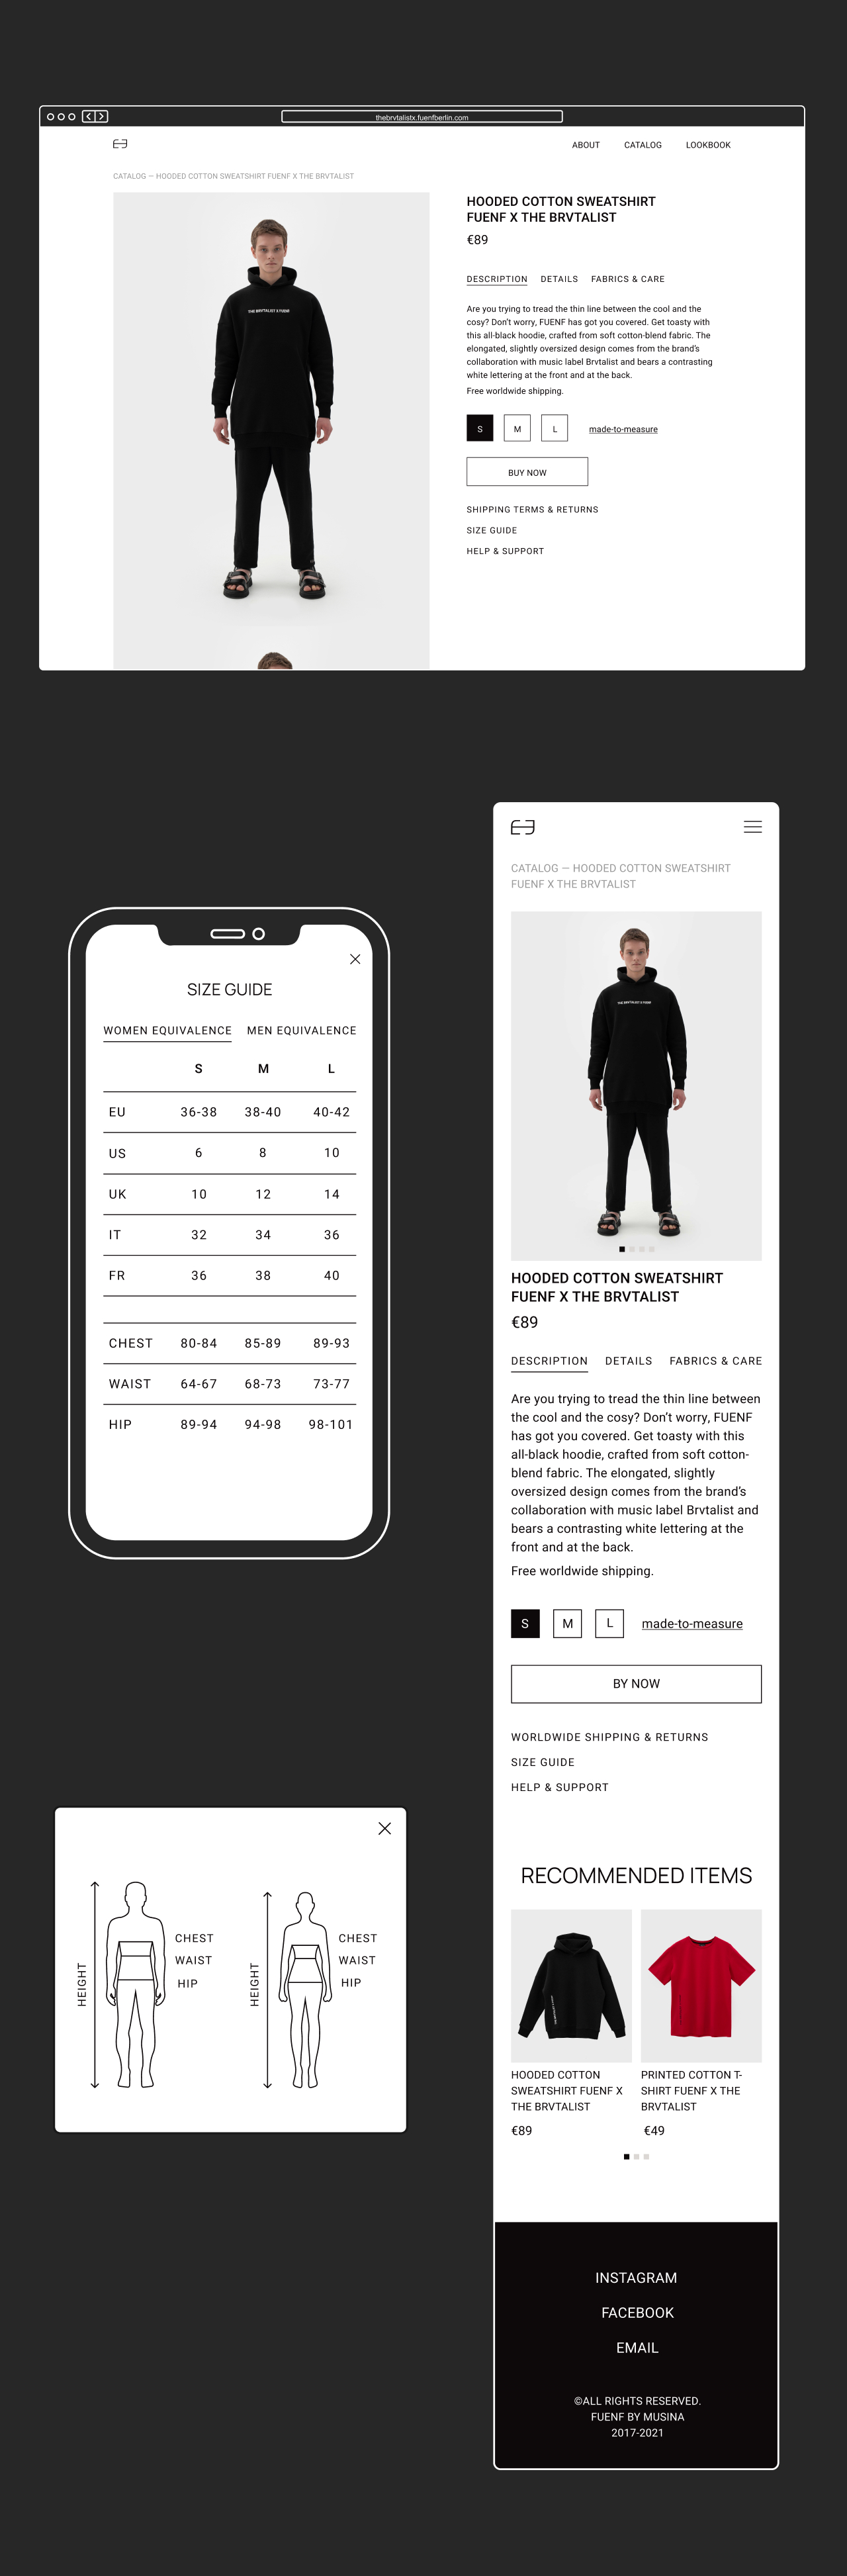 thebrvtalistx.fuenfberlin.com
ABOUT CATALOG LOOKBOOK
CATALOG — HOODED COTTON SWEATSHIRT FUENF X THE BRVTALIST
THE BRVTALIST X FUENF
HOODED COTTON SWEATSHIRT
FUENF X THE BRVTALIST
€89
DESCRIPTION DETAILS FABRICS & CARE
Are you trying to tread the thin line between the cool and the
cosy? Don’t worry, FUENF has got you covered. Get toasty with
this all-black hoodie, crafted from soft cotton-blend fabric. The
elongated, slightly oversized design comes from the brand’s
collaboration with music label Brvtalist and bears a contrasting
white lettering at the front and at the back.
Free worldwide shipping.
S M L made-to-measure
BUY NOW
SHIPPING TERMS & RETURNS
SIZE GUIDE
HELP & SUPPORT
SIZE GUIDE
WOMEN EQUIVALENCE MEN EQUIVALENCE
S M L
EU 36-38 38-40 40-42
US 6 8 10
UK 10 12 14
IT 32 34 36
FR 36 38 40
CHEST 80-84 85-89 89-93
WAIST 64-67 68-73 73-77
HIP 89-94 94-98 98-101
HEIGHT
CHEST
WAIST
HIP
HEIGHT
CHEST
WAIST
HIP
CATALOG — HOODED COTTON SWEATSHIRT
FUENF X THE BRVTALIST
THE BRVTALIST X FUENF
HOODED COTTON SWEATSHIRT
FUENF X THE BRVTALIST
€89
DESCRIPTION DETAILS FABRICS & CARE
Are you trying to tread the thin line between
the cool and the cosy? Don’t worry, FUENF
has got you covered. Get toasty with this
all-black hoodie, crafted from soft cotton-
blend fabric. The elongated, slightly
oversized design comes from the brand’s
collaboration with music label Brvtalist and
bears a contrasting white lettering at the
front and at the back.
Free worldwide shipping.
S M L made-to-measure
BY NOW
WORLDWIDE SHIPPING & RETURNS
SIZE GUIDE
HELP & SUPPORT
RECOMMENDED ITEMS
HOODED COTTON
SWEATSHIRT FUENF X
THE BRVTALIST
€89
PRINTED COTTON T-
SHIRT FUENF X THE
BRVTALIST
€49
INSTAGRAM
FACEBOOK
EMAIL
©ALL RIGHTS RESERVED.
FUENF BY MUSINA
2017-2021